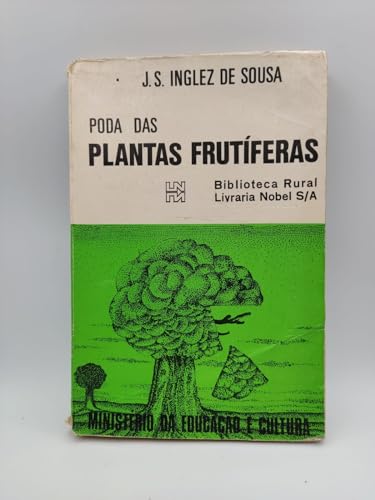 J.S. INGLEZ DE SOUSA
PODA DAS
PLANTAS FRUTÍFERAS
Biblioteca Rural
Livraria Nobel S/A
MINISTÉRIO DA EDUCAÇÃO E CULTURA